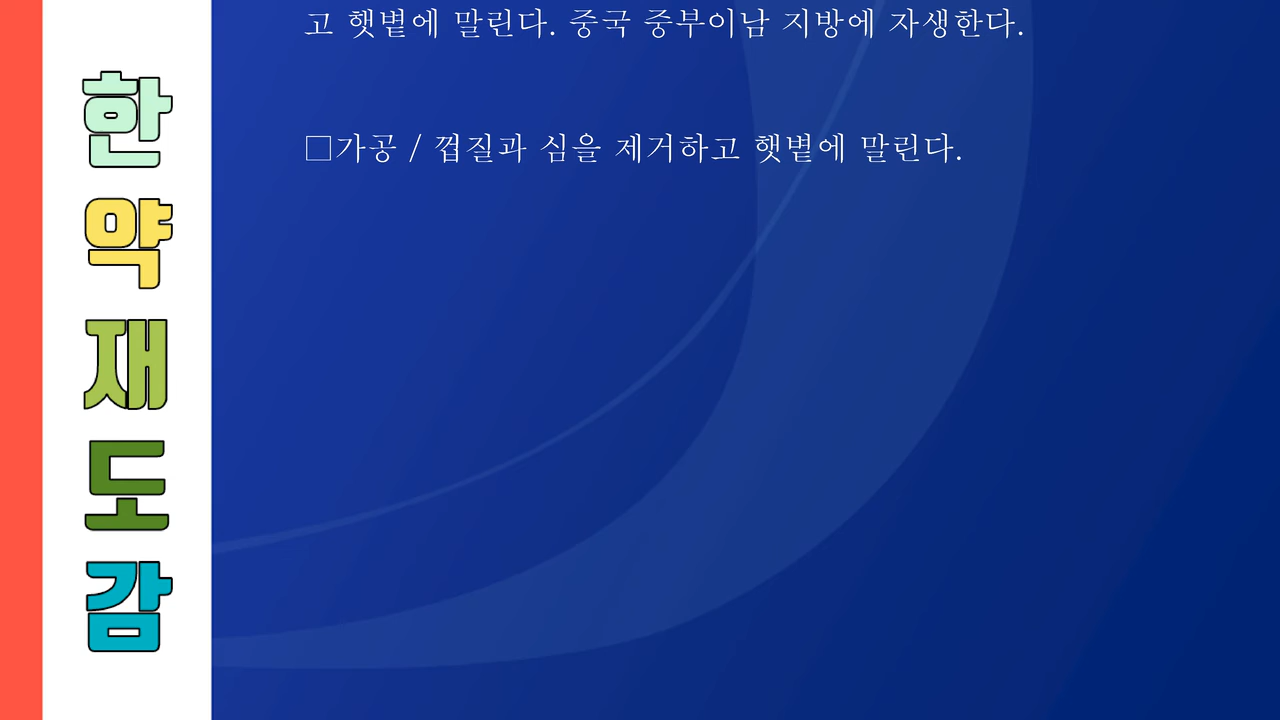 한
약
재
도
감
고 햇볕에 말린다. 중국 중부이남 지방에 자생한다.
□가공 / 껍질과 심을 제거하고 햇볕에 말린다.